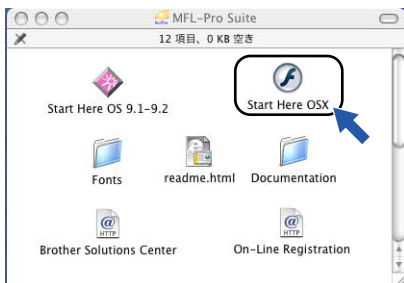 MFL-Pro Suite
12 項目、0 KB 空き
Start Here OS 9.1-9.2
Start Here OSX
Fonts
readme.html
Documentation
@
HTTP
@
HTTP
Brother Solutions Center
On-Line Registration